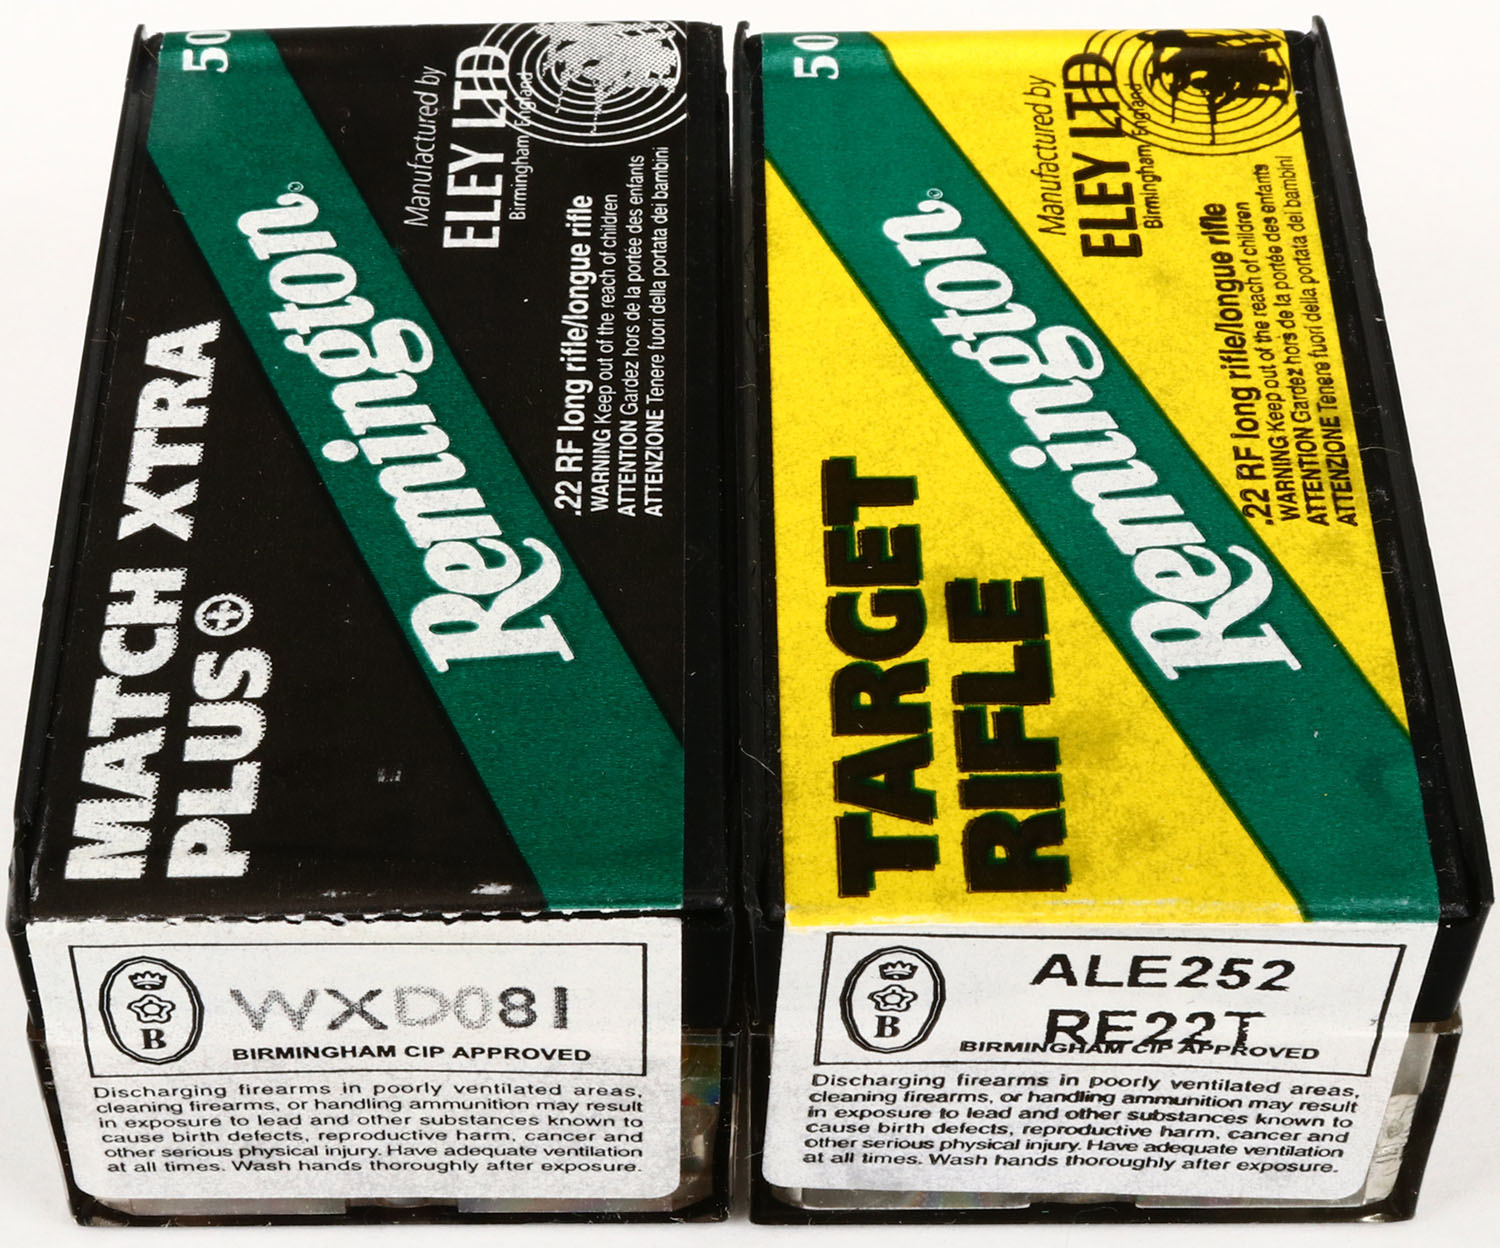 50
MATCH XTRA
PLUS
Remington
Manufactured by
ELEY LTD
Birmingham, England
.22 RF long rifle/longue rifle
WARNING Keep out of the reach of children
ATTENTION Gardez hors de la portée des enfants
ATTENZIONE Tenere fuori della portata dei bambini
B
WXD081
BIRMINGHAM CIP APPROVED
Discharging firearms in poorly ventilated areas,
cleaning firearms, or handling ammunition may result
in exposure to lead and other substances known to
cause birth defects, reproductive harm, cancer and
other serious physical injury. Have adequate ventilation
at all times. Wash hands thoroughly after exposure.
50
TARGET
RIFLE
Remington
Manufactured by
ELEY LTD
Birmingham, England
.22 RF long rifle/longue rifle
WARNING Keep out of the reach of children
ATTENTION Gardez hors de la portée des enfants
ATTENZIONE Tenere fuori della portata dei bambini
B
ALE252
RE22T
BIRMINGHAM CIP APPROVED
Discharging firearms in poorly ventilated areas,
cleaning firearms, or handling ammunition may result
in exposure to lead and other substances known to
cause birth defects, reproductive harm, cancer and
other serious physical injury. Have adequate ventilation
at all times. Wash hands thoroughly after exposure.